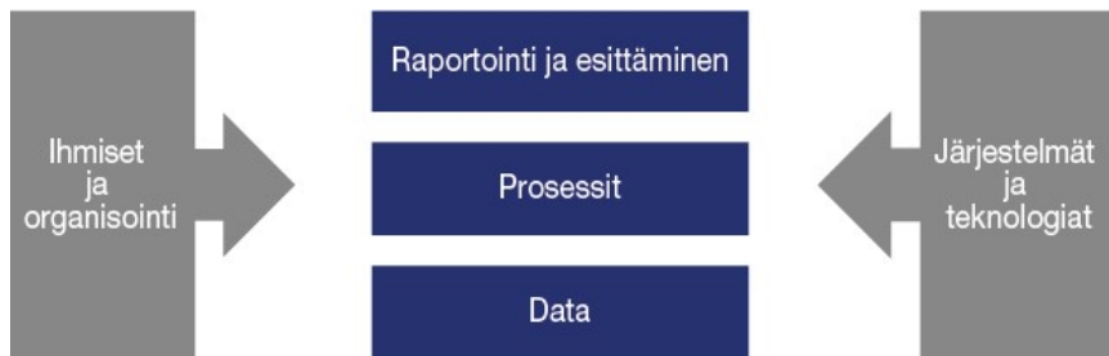 Ihmiset
ja
organisointi
Raportointi ja esittäminen
Prosessit
Data
Järjestelmät
ja
teknologiat